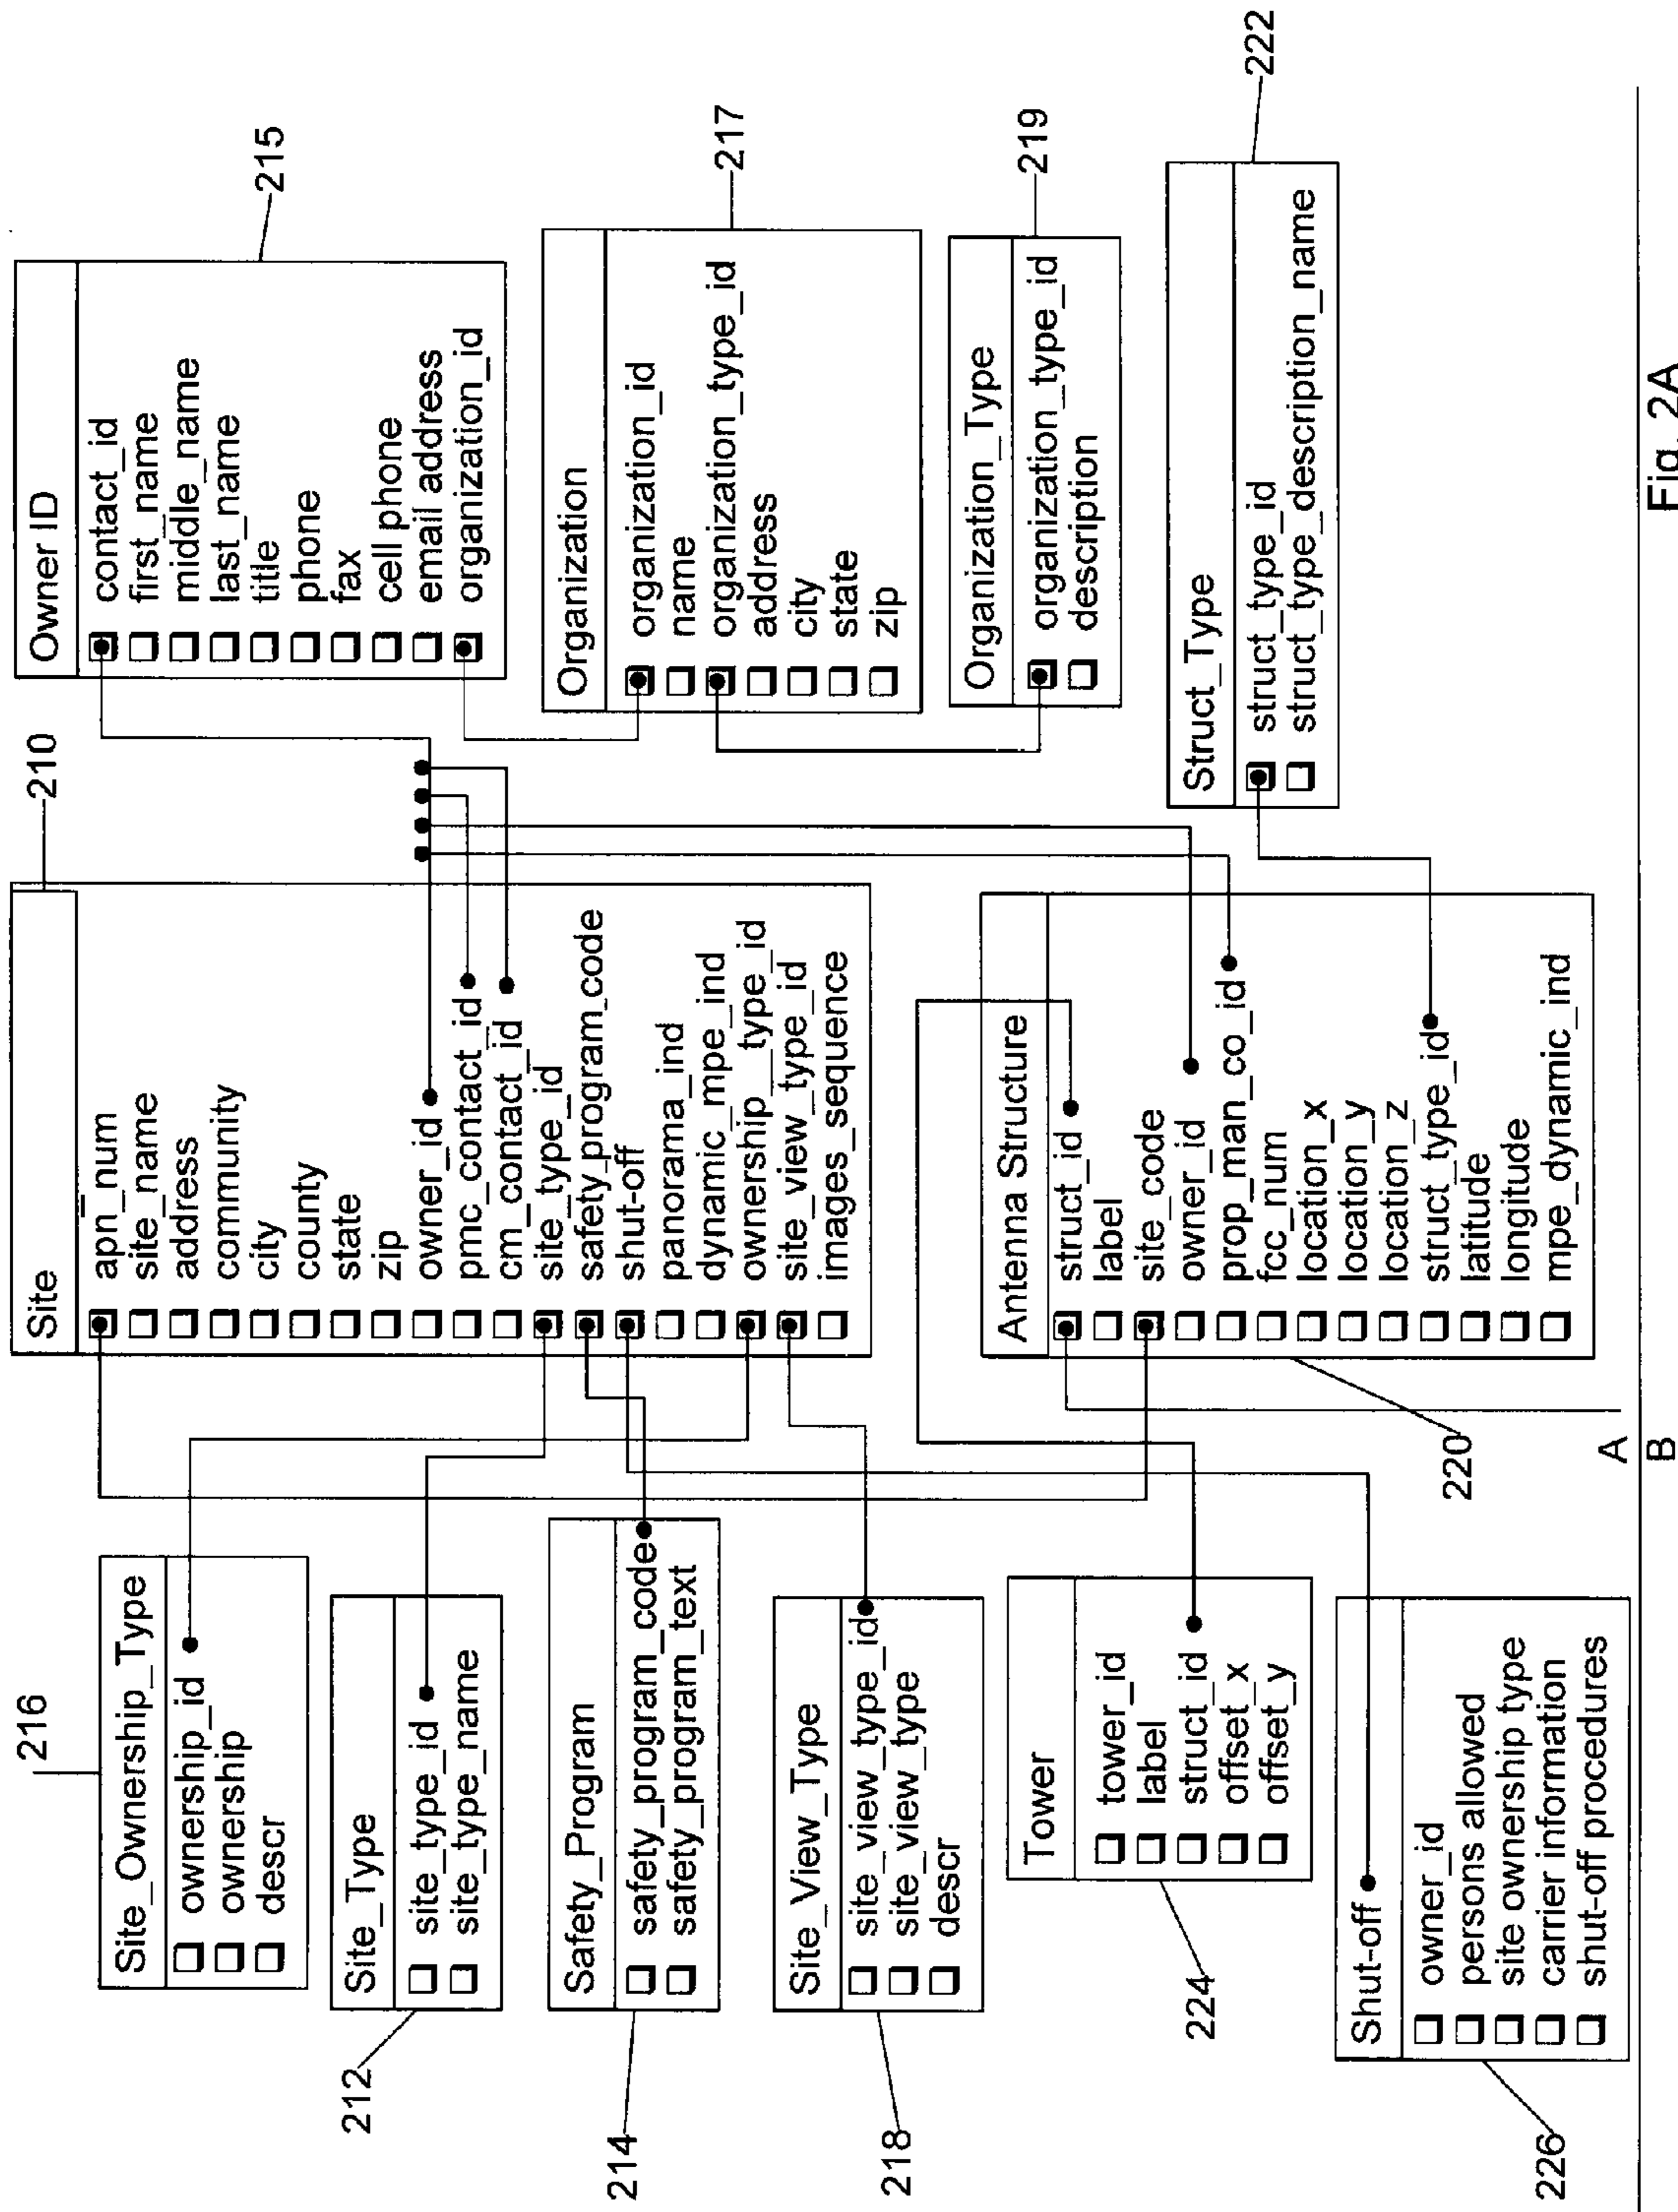 216
Site_Ownership_Type
ownership_id
ownership
descr
212
Site_Type
site_type_id
site_type_name
214
Safety_Program
safety_program_code
safety_program_text
218
Site_View_Type
site_view_type_id
site_view_type
descr
224
Tower
tower_id
label
struct_id
offset_x
offset_y
226
Shut-off
owner_id
persons allowed
site ownership type
carrier information
shut-off procedures
210
Site
apn_num
site_name
address
community
city
county
state
zip
owner_id
pmc_contact_id
cm_contact_id
site_type_id
safety_program_code
shut-off
panorama_ind
dynamic_mpe_ind
ownership_type_id
site_view_type_id
images_sequence
220
Antenna Structure
struct_id
label
site_code
owner_id
prop_man_co_id
fcc_num
location_x
location_y
location_z
struct_type_id
latitude
longitude
mpe_dynamic_ind
215
Owner ID
contact_id
first_name
middle_name
last_name
title
phone
fax
cell phone
email address
organization_id
217
Organization
organization_id
name
organization_type_id
address
city
state
zip
219
Organization_Type
organization_type_id
description
222
Struct_Type
struct_type_id
struct_type_description_name
A
B
Fig. 2A